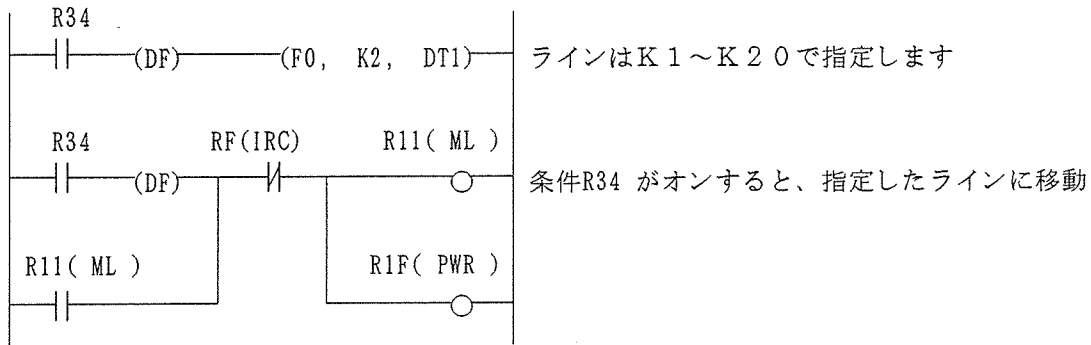 R34
(DF) (F0, K2, DT1) ラインはK1～K20で指定します
R34 RF(IRC) R11( ML )
(DF) 条件R34 がオンすると、指定したラインに移動
R11( ML ) R1F( PWR )